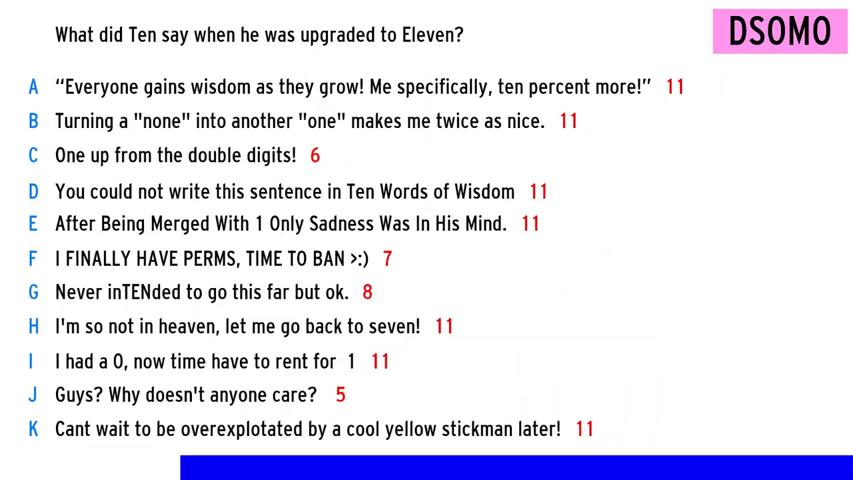 What did Ten say when he was upgraded to Eleven?
DSOMO
A “Everyone gains wisdom as they grow! Me specifically, ten percent more!” 11
B Turning a "none" into another "one" makes me twice as nice. 11
C One up from the double digits! 6
D You could not write this sentence in Ten Words of Wisdom 11
E After Being Merged With 1 Only Sadness Was In His Mind. 11
F I FINALLY HAVE PERMS, TIME TO BAN >:) 7
G Never inTENded to go this far but ok. 8
H I'm so not in heaven, let me go back to seven! 11
I I had a 0, now time have to rent for 1 11
J Guys? Why doesn't anyone care? 5
K Cant wait to be overexplotated by a cool yellow stickman later! 11